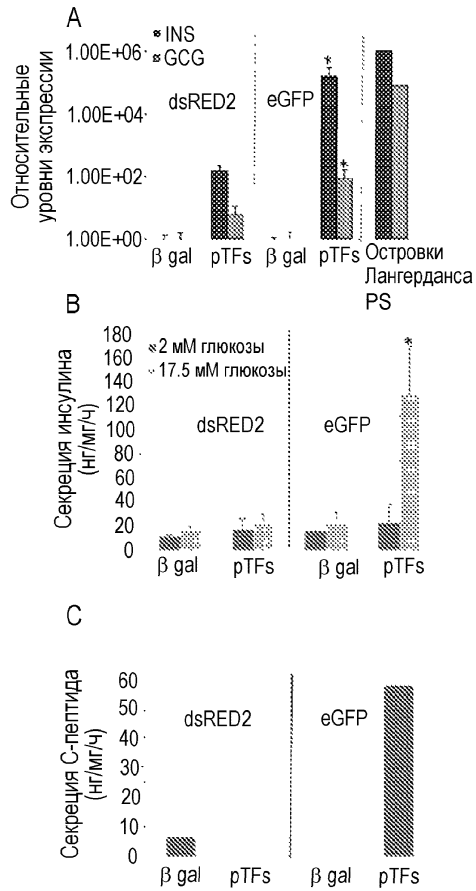 A
INS
GCG
Относительные
уровни экспрессии
1.00E+06
1.00E+04
1.00E+02
1.00E+00
dsRED2
eGFP
*
*
β gal
pTFs
β gal
pTFs
Островки
Лангерданса
PS
B
Секреция инсулина
(нг/мг/ч)
180
160
140
120
100
80
60
40
20
0
2 мМ глюкозы
17.5 мМ глюкозы
dsRED2
eGFP
*
β gal
pTFs
β gal
pTFs
C
Секреция С-пептида
(нг/мг/ч)
60
50
40
30
20
10
0
dsRED2
eGFP
β gal
pTFs
β gal
pTFs